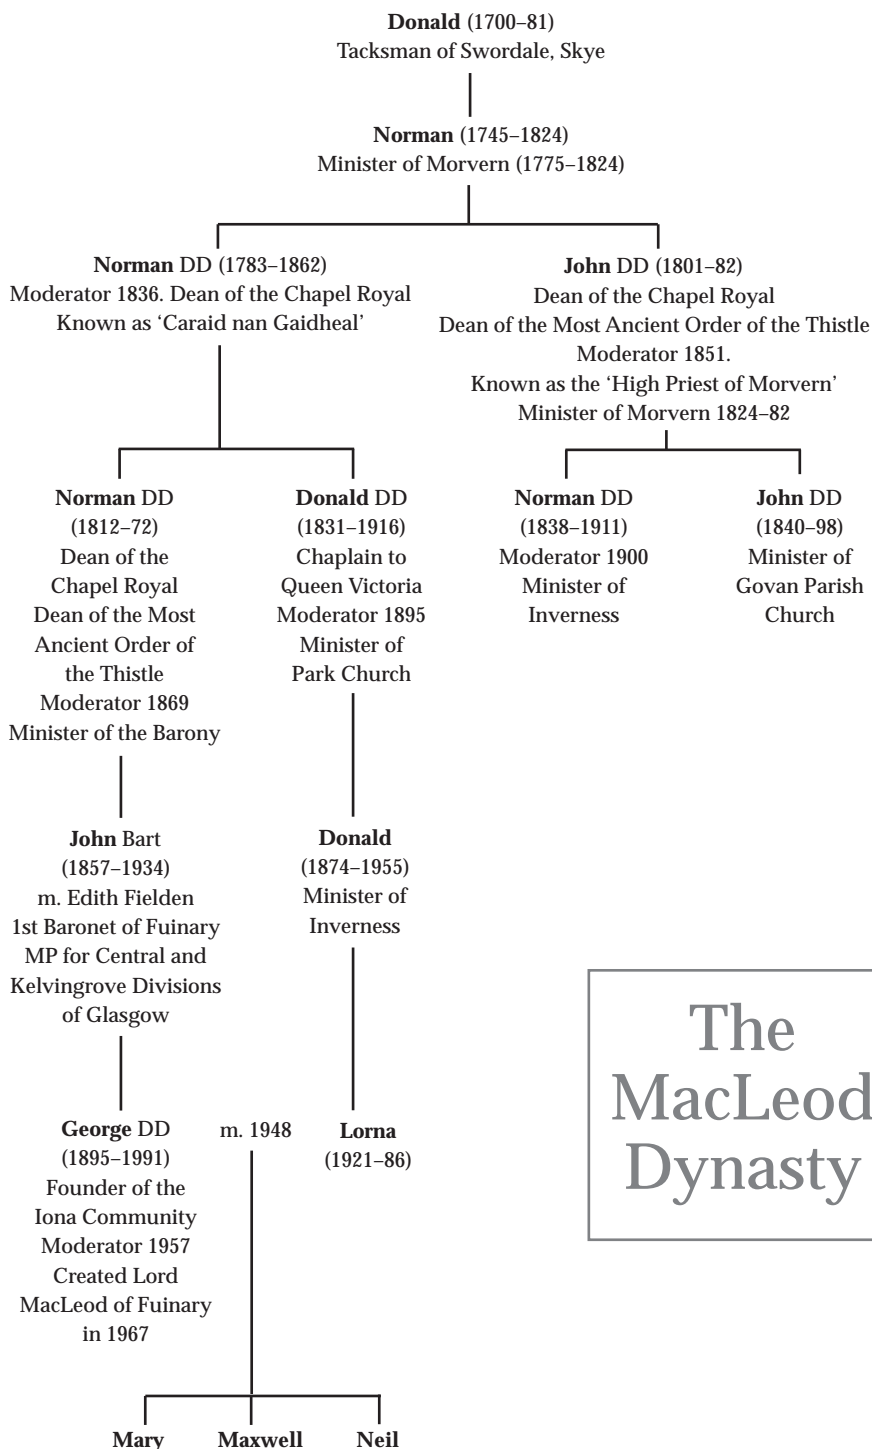 Donald (1700–81)
Tacksman of Swordale, Skye
Norman (1745–1824)
Minister of Morvern (1775–1824)
Norman DD (1783–1862)
Moderator 1836. Dean of the Chapel Royal
Known as ‘Caraid nan Gaidheal’
John DD (1801–82)
Dean of the Chapel Royal
Dean of the Most Ancient Order of the Thistle
Moderator 1851.
Known as the ‘High Priest of Morvern’
Minister of Morvern 1824–82
Norman DD
(1812–72)
Dean of the
Chapel Royal
Dean of the Most
Ancient Order of
the Thistle
Moderator 1869
Minister of the Barony
Donald DD
(1831–1916)
Chaplain to
Queen Victoria
Moderator 1895
Minister of
Park Church
Norman DD
(1838–1911)
Moderator 1900
Minister of
Inverness
John DD
(1840–98)
Minister of
Govan Parish
Church
John Bart
(1857–1934)
m. Edith Fielden
1st Baronet of Fuinary
MP for Central and
Kelvingrove Divisions
of Glasgow
Donald
(1874–1955)
Minister of
Inverness
George DD
(1895–1991)
Founder of the
Iona Community
Moderator 1957
Created Lord
MacLeod of Fuinary
in 1967
m. 1948
Lorna
(1921–86)
The
MacLeod
Dynasty
Mary
Maxwell
Neil